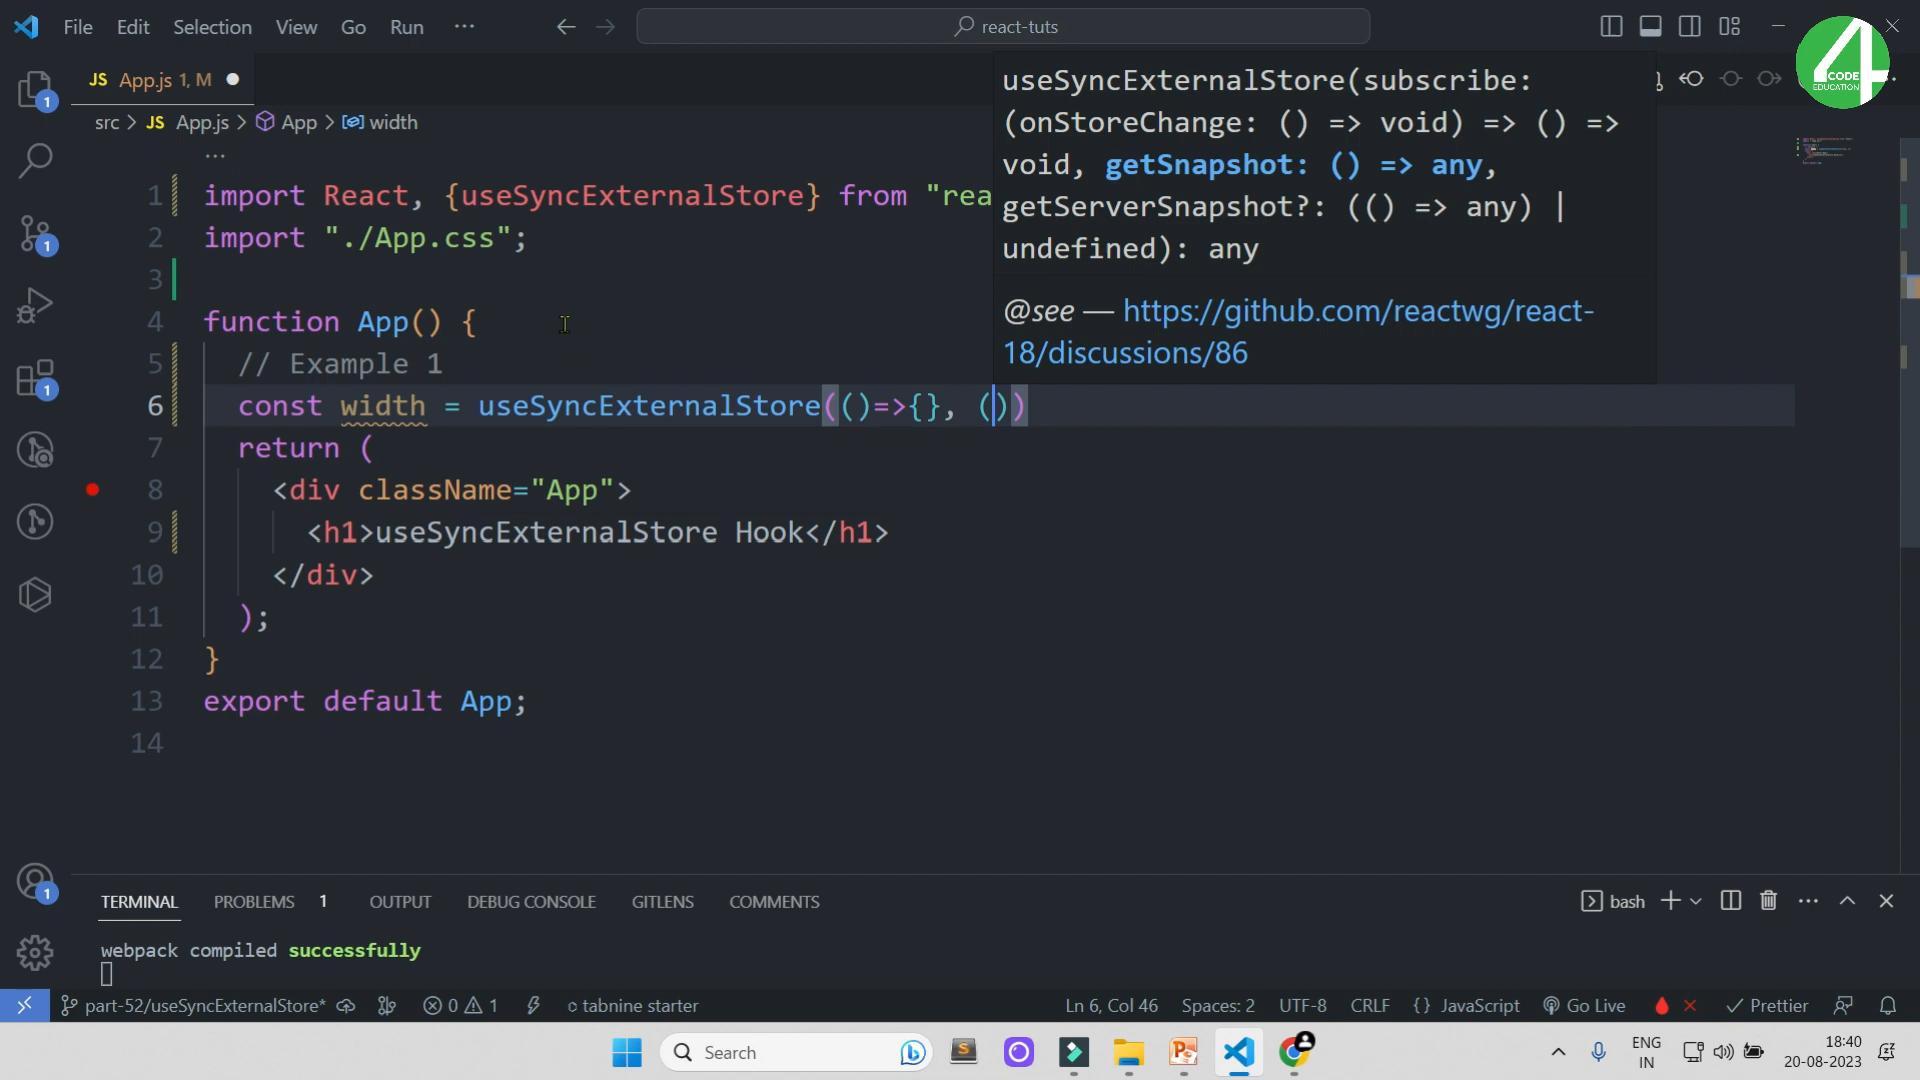 File Edit Selection View Go Run ··· react-tuts
4 CODE EDUCATION
JS App.js 1, M
src > JS App.js > App > width
useSyncExternalStore(subscribe:
(onStoreChange: () => void) => () =>
void, getSnapshot: () => any,
getServerSnapshot?: (() => any) |
undefined): any
@see — https://github.com/reactwg/react-
18/discussions/86
...
1 import React, {useSyncExternalStore} from "rea
2 import "./App.css";
3
4 function App() {
5 // Example 1
6 const width = useSyncExternalStore(()=>{}, ())
7 return (
8 <div className="App">
9 <h1>useSyncExternalStore Hook</h1>
10 </div>
11 );
12 }
13 export default App;
14
1
1
1
1
TERMINAL PROBLEMS 1 OUTPUT DEBUG CONSOLE GITLENS COMMENTS bash
webpack compiled successfully
part-52/useSyncExternalStore* 0 1 tabnine starter Ln 6, Col 46 Spaces: 2 UTF-8 CRLF {} JavaScript Go Live Prettier
Search ENG IN 18:40 20-08-2023